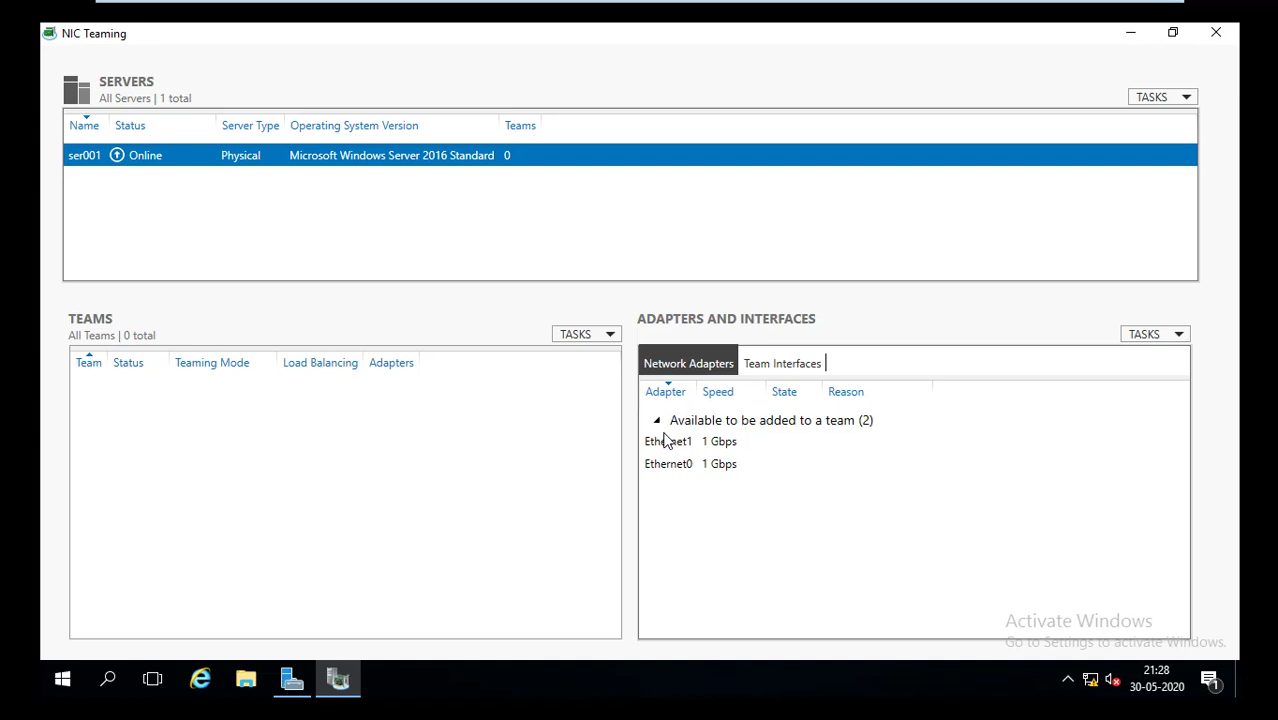 NIC Teaming
SERVERS
All Servers | 1 total
TASKS
Name Status Server Type Operating System Version Teams
ser001 Online Physical Microsoft Windows Server 2016 Standard 0
TEAMS
All Teams | 0 total
TASKS
Team Status Teaming Mode Load Balancing Adapters
ADAPTERS AND INTERFACES
TASKS
Network Adapters Team Interfaces
Adapter Speed State Reason
Available to be added to a team (2)
Ethernet1 1 Gbps
Ethernet0 1 Gbps
Activate Windows
Go to Settings to activate Windows.
21:28
30-05-2020
1